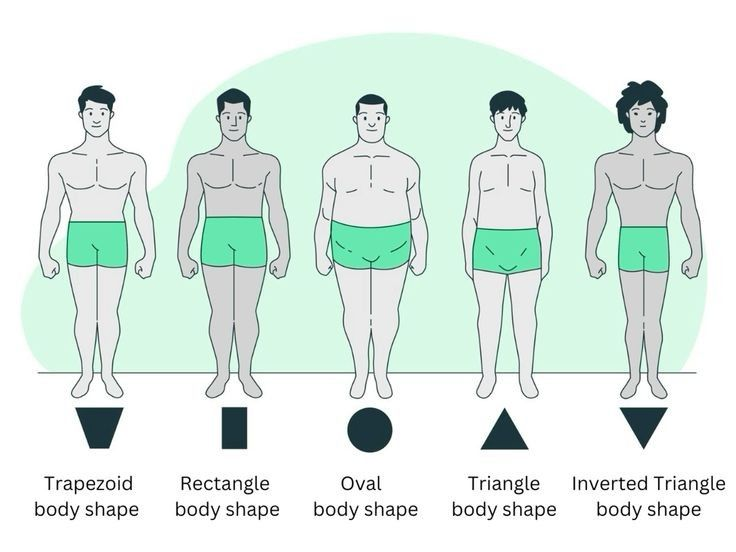 Trapezoid body shape
Rectangle body shape
Oval body shape
Triangle body shape
Inverted Triangle body shape